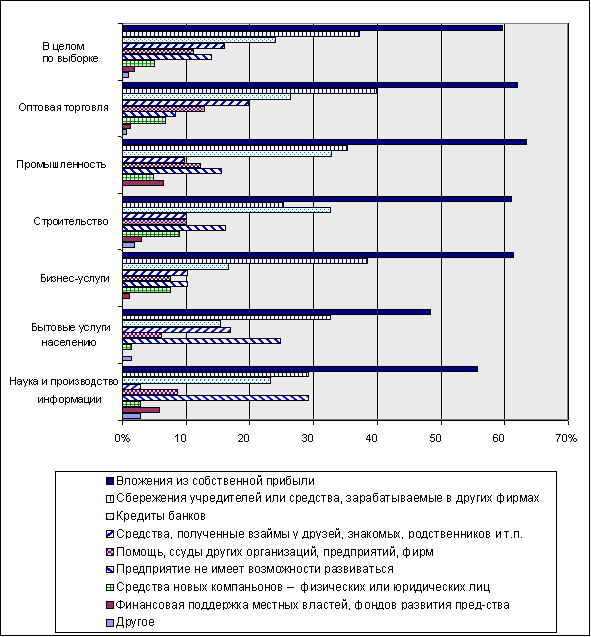 В целом
по выборке
Оптовая торговля
Промышленность
Строительство
Бизнес-услуги
Бытовые услуги
населению
Наука и производство
информации
0% 10 20 30 40 50 60 70%
Вложения из собственной прибыли
Сбережения учредителей или средства, зарабатываемые в других фирмах
Кредиты банков
Средства, полученные взаймы у друзей, знакомых, родственников и т.п.
Помощь, ссуды других организаций, предприятий, фирм
Предприятие не имеет возможности развиваться
Средства новых компаньонов – физических или юридических лиц
Финансовая поддержка местных властей, фондов развития пред-ства
Другое